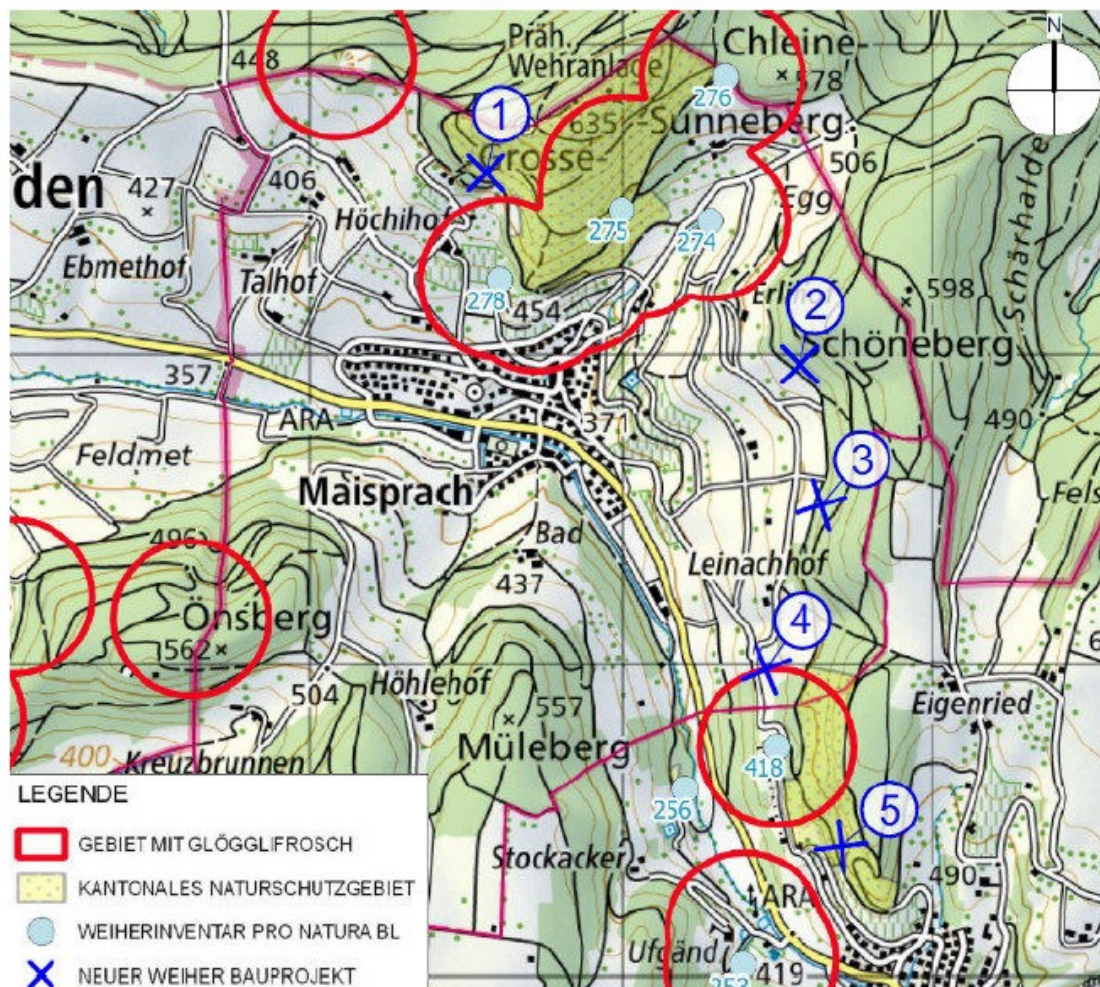 N
448
Präh.
Wehranlage
Chleine-
276
578
1
635
Sunneberg
Grosse-
506
den
427
406
Höchihof
275
274
Egg
Ebmethof
Talhof
278
454
2
598
Schärhalde
Schöneberg
357
ARA
371
490
Feldmet
Maisprach
3
Fels
Bad
496
437
Leinachhof
Önsberg
562
4
504
Höhlehof
557
Eigenried
Müleberg
400
Kreuzbrunnen
418
256
5
LEGENDE
GEBIET MIT GLÖGGLIFROSCH
Stockacker
490
KANTONALES NATURSCHUTZGEBIET
ARA
WEIHERINVENTAR PRO NATURA BL
Ufgänd
419
253
NEUER WEIHER BAUPROJEKT